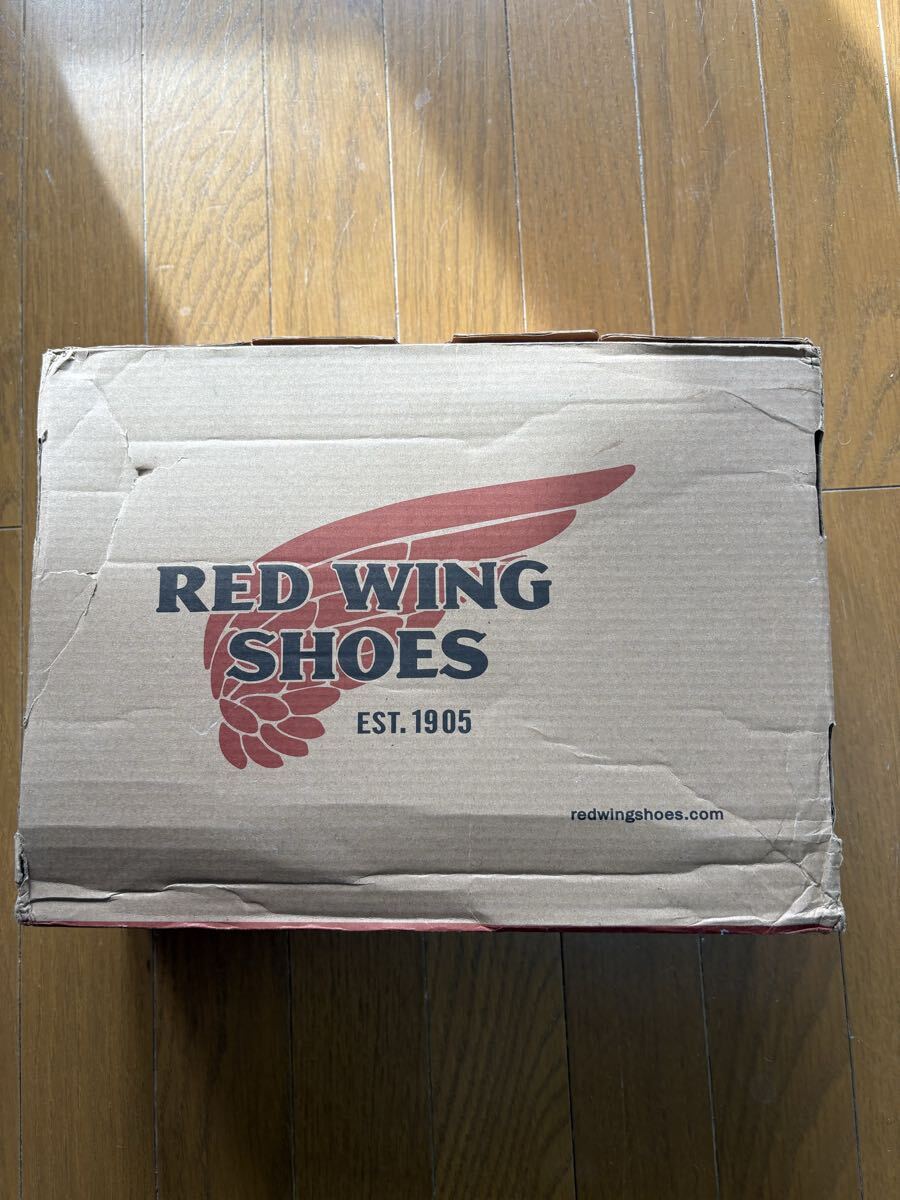 RED WING
SHOES
EST. 1905
redwingshoes.com